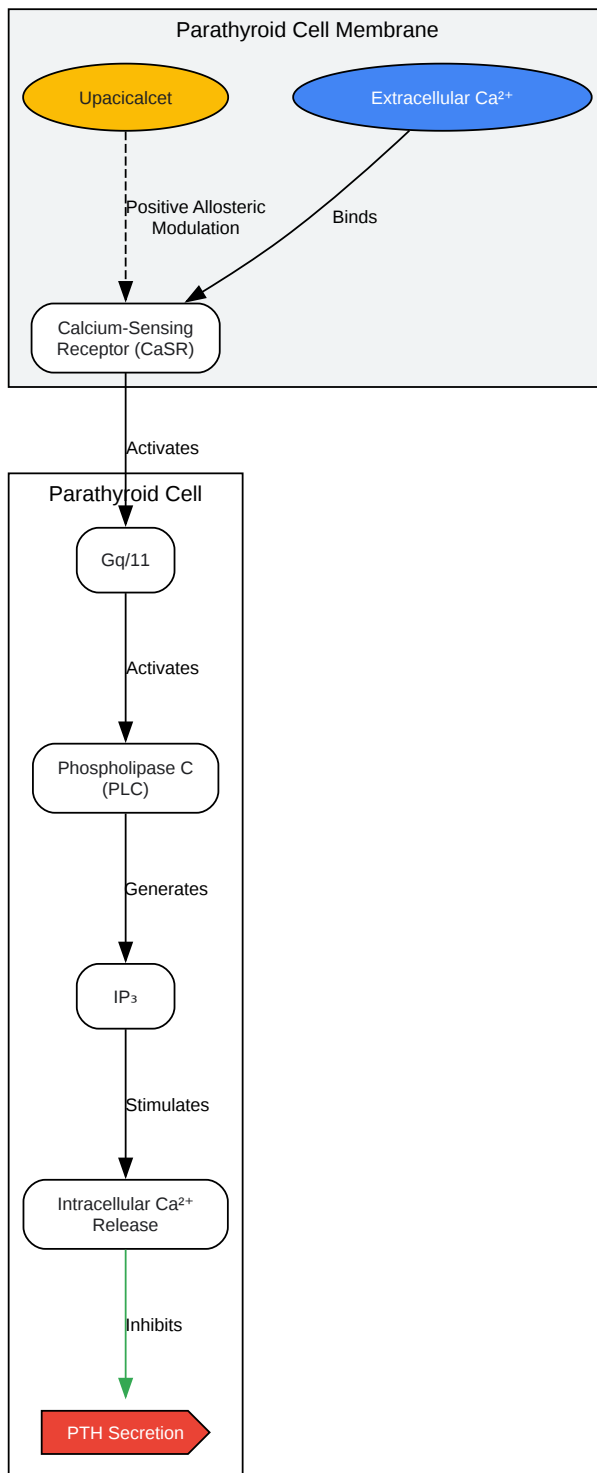 Parathyroid Cell Membrane
Upacicalcet
Extracellular Ca²⁺
Positive Allosteric
Modulation
Binds
Calcium-Sensing
Receptor (CaSR)
Activates
Parathyroid Cell
Gq/11
Activates
Phospholipase C
(PLC)
Generates
IP₃
Stimulates
Intracellular Ca²⁺
Release
Inhibits
PTH Secretion